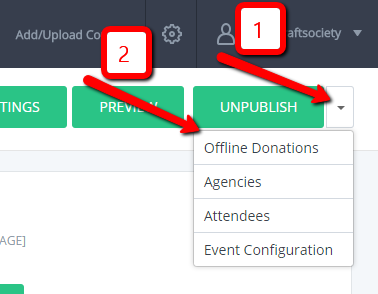 Add/Upload Co
1
aftsociety
2
TINGS
PREVIEW
UNPUBLISH
Offline Donations
Agencies
Attendees
AGE]
Event Configuration